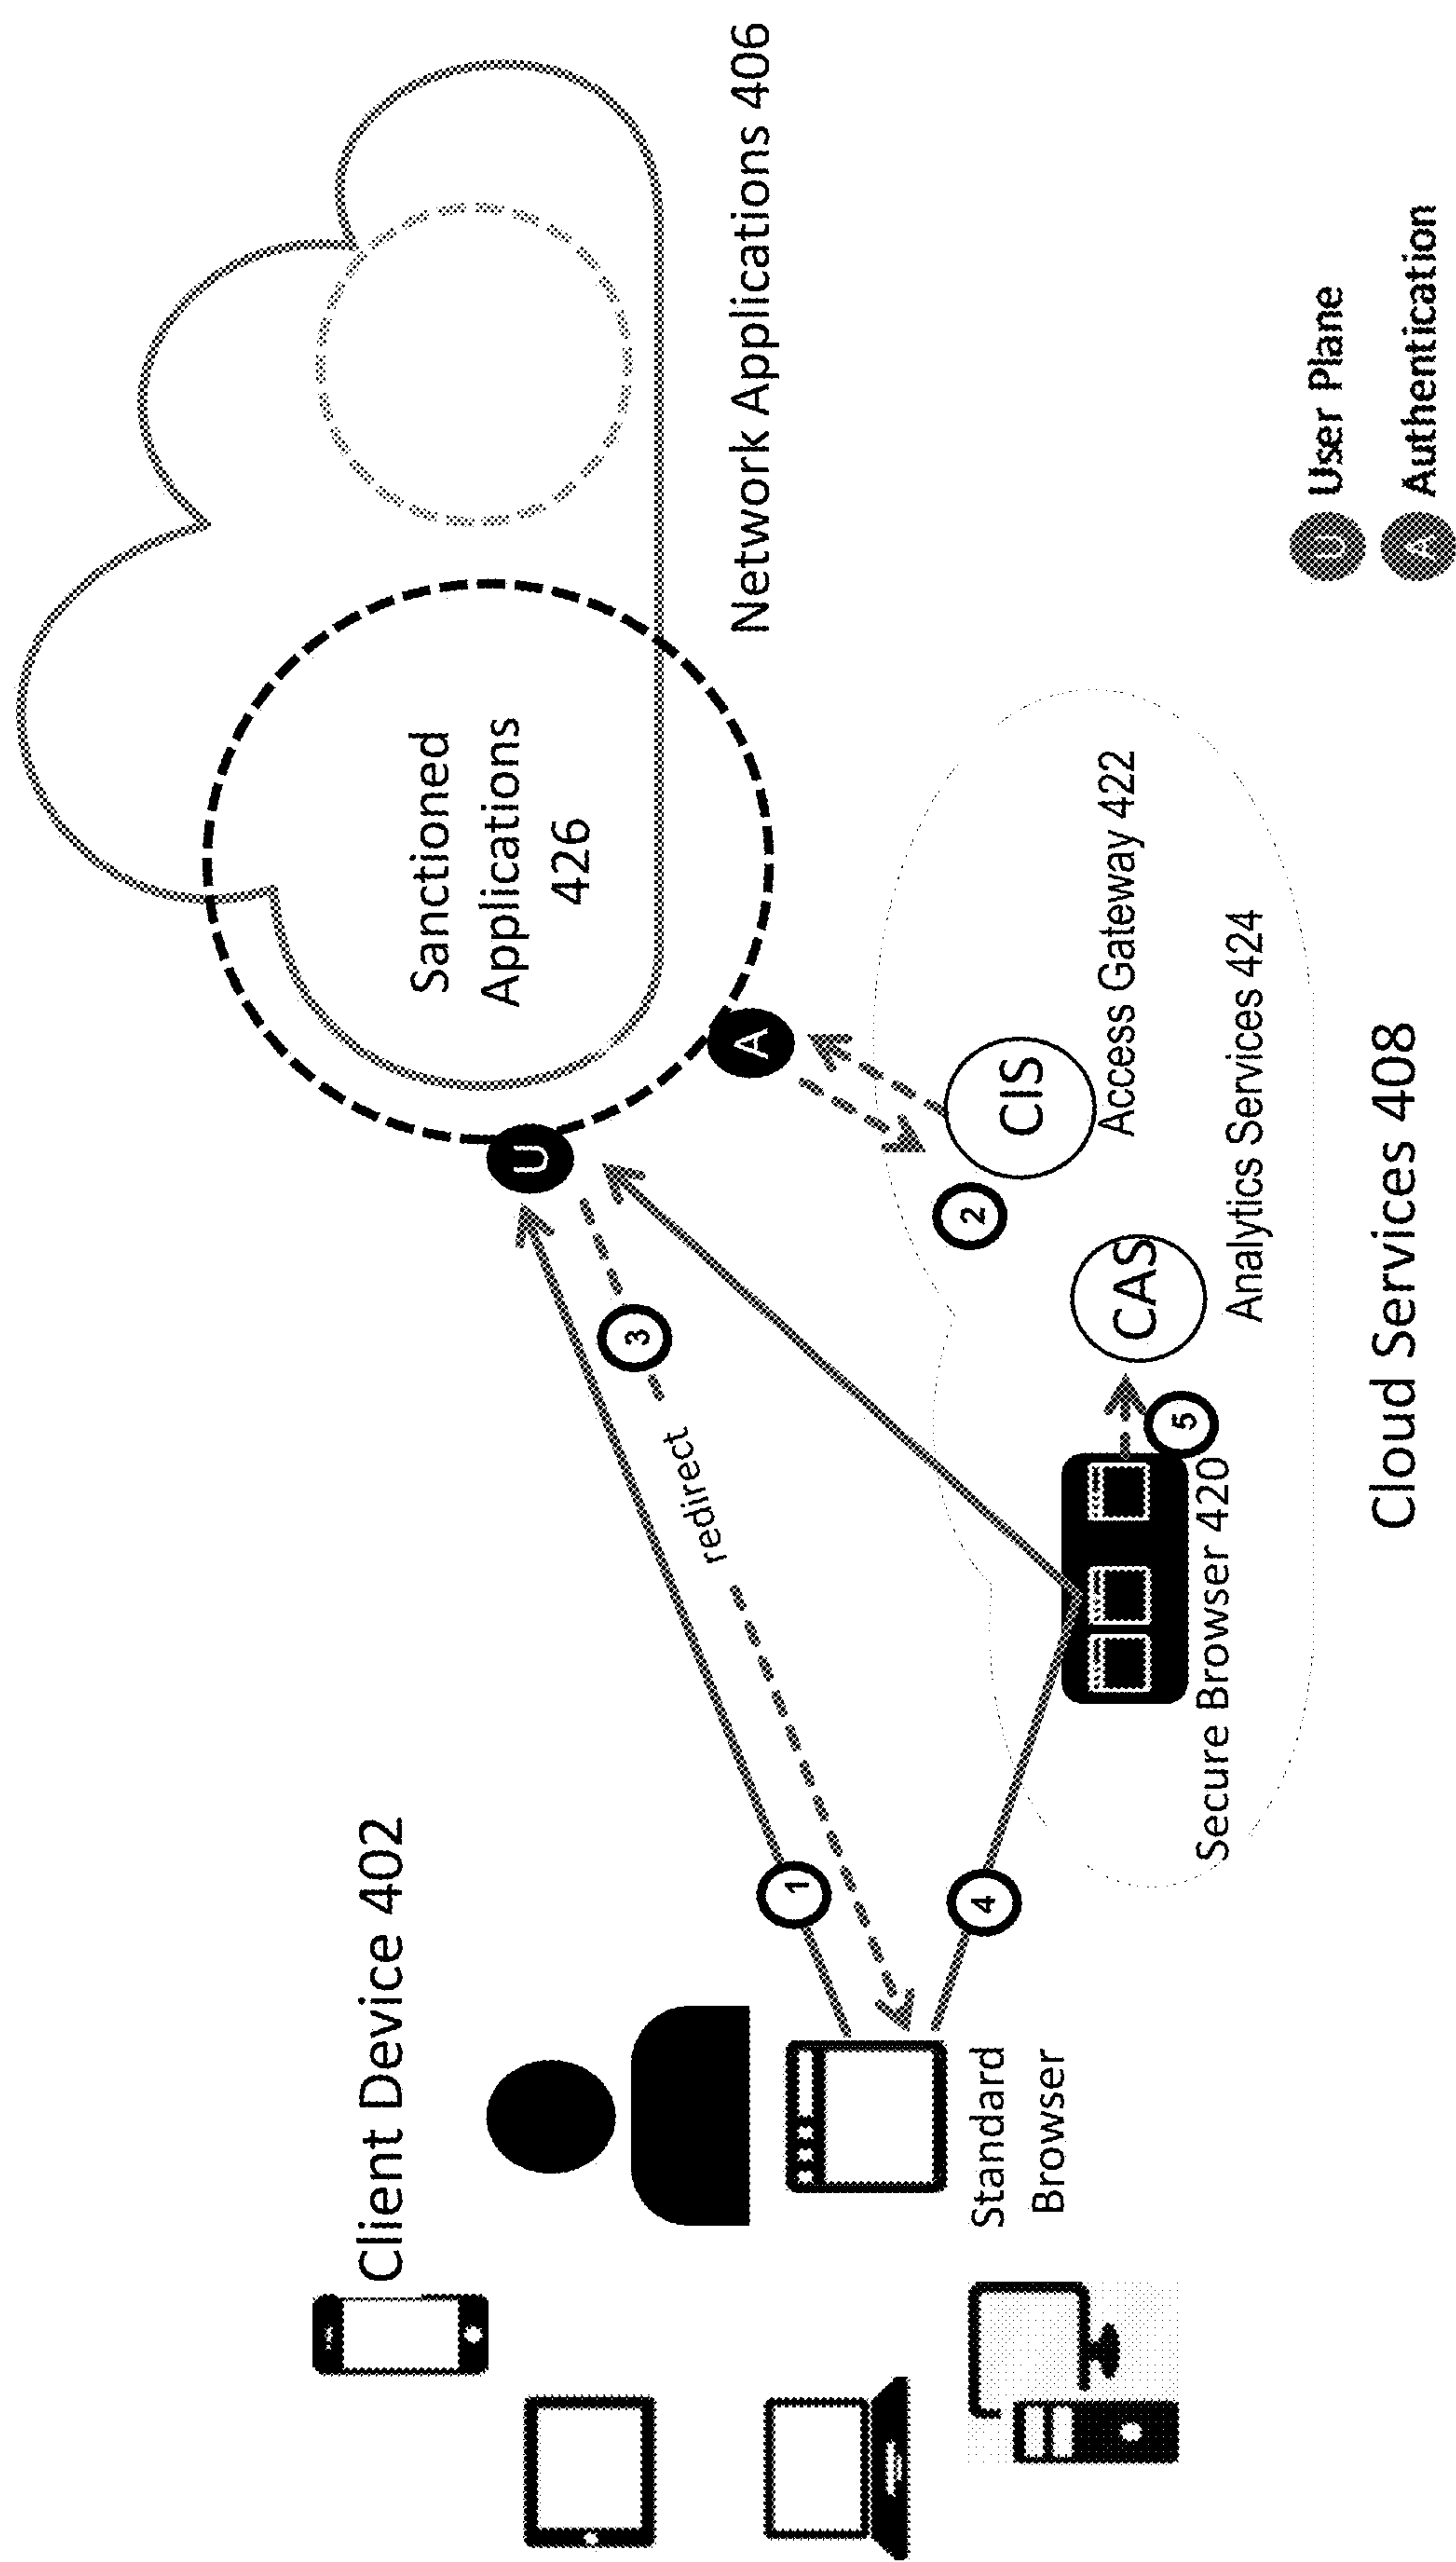 Client Device 402
Standard
Browser
1
3
redirect
4
U
Sanctioned
Applications
426
A
Network Applications 406
2
CIS
Access Gateway 422
CAS
Analytics Services 424
5
Secure Browser 420
Cloud Services 408
U User Plane
A Authentication